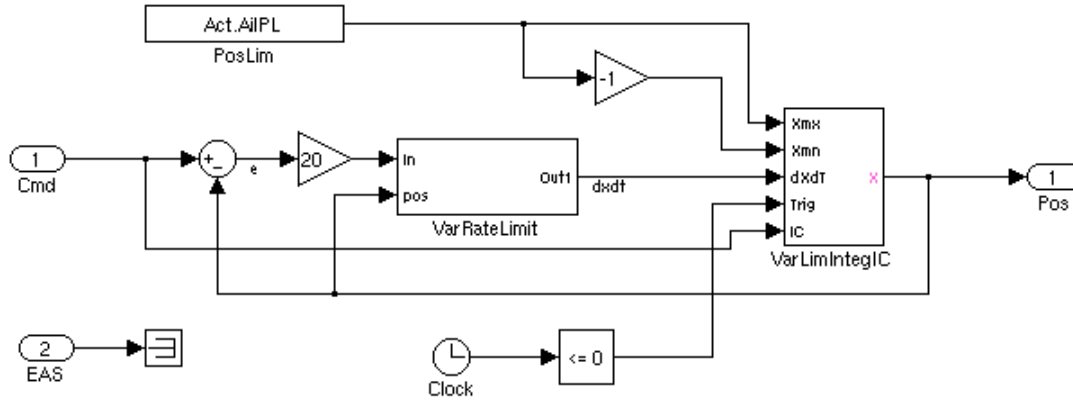 Act.AilPL
PosLim
-1
1
Cmd
+
-
e
20
In
pos
Out1
VarRateLimit
dxdt
Xmx
Xmn
dXdT
Trig
IC
x
VarLimIntegIC
1
Pos
2
EAS
Clock
<= 0